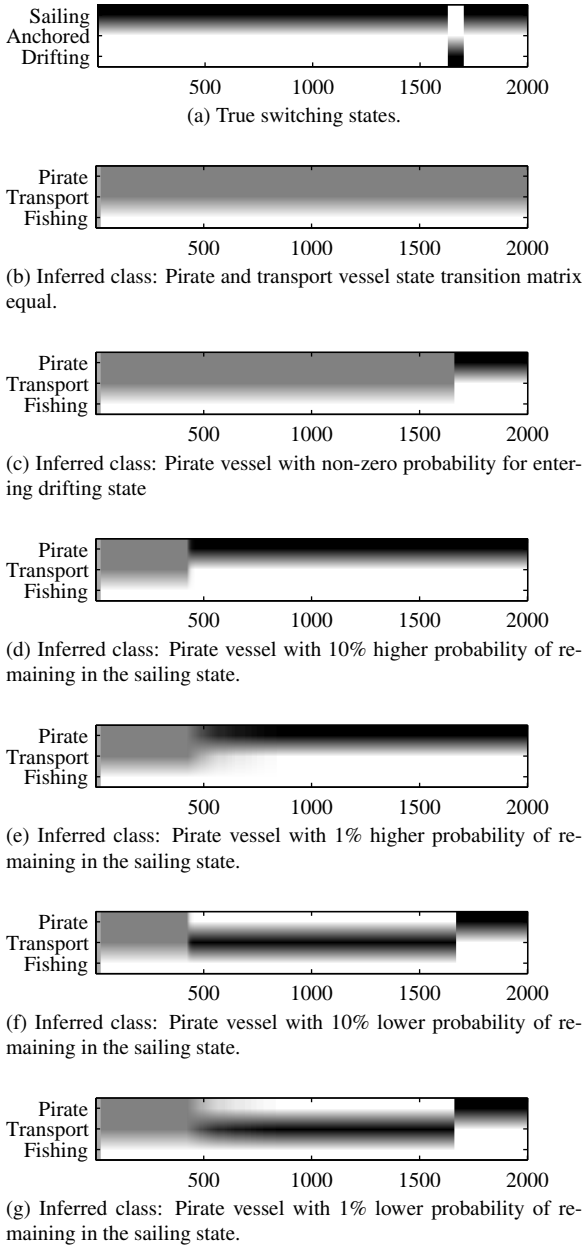 Sailing
Anchored
Drifting
500 1000 1500 2000
(a) True switching states.
Pirate
Transport
Fishing
500 1000 1500 2000
(b) Inferred class: Pirate and transport vessel state transition matrix
equal.
Pirate
Transport
Fishing
500 1000 1500 2000
(c) Inferred class: Pirate vessel with non-zero probability for enter-
ing drifting state
Pirate
Transport
Fishing
500 1000 1500 2000
(d) Inferred class: Pirate vessel with 10% higher probability of re-
maining in the sailing state.
Pirate
Transport
Fishing
500 1000 1500 2000
(e) Inferred class: Pirate vessel with 1% higher probability of re-
maining in the sailing state.
Pirate
Transport
Fishing
500 1000 1500 2000
(f) Inferred class: Pirate vessel with 10% lower probability of re-
maining in the sailing state.
Pirate
Transport
Fishing
500 1000 1500 2000
(g) Inferred class: Pirate vessel with 1% lower probability of re-
maining in the sailing state.